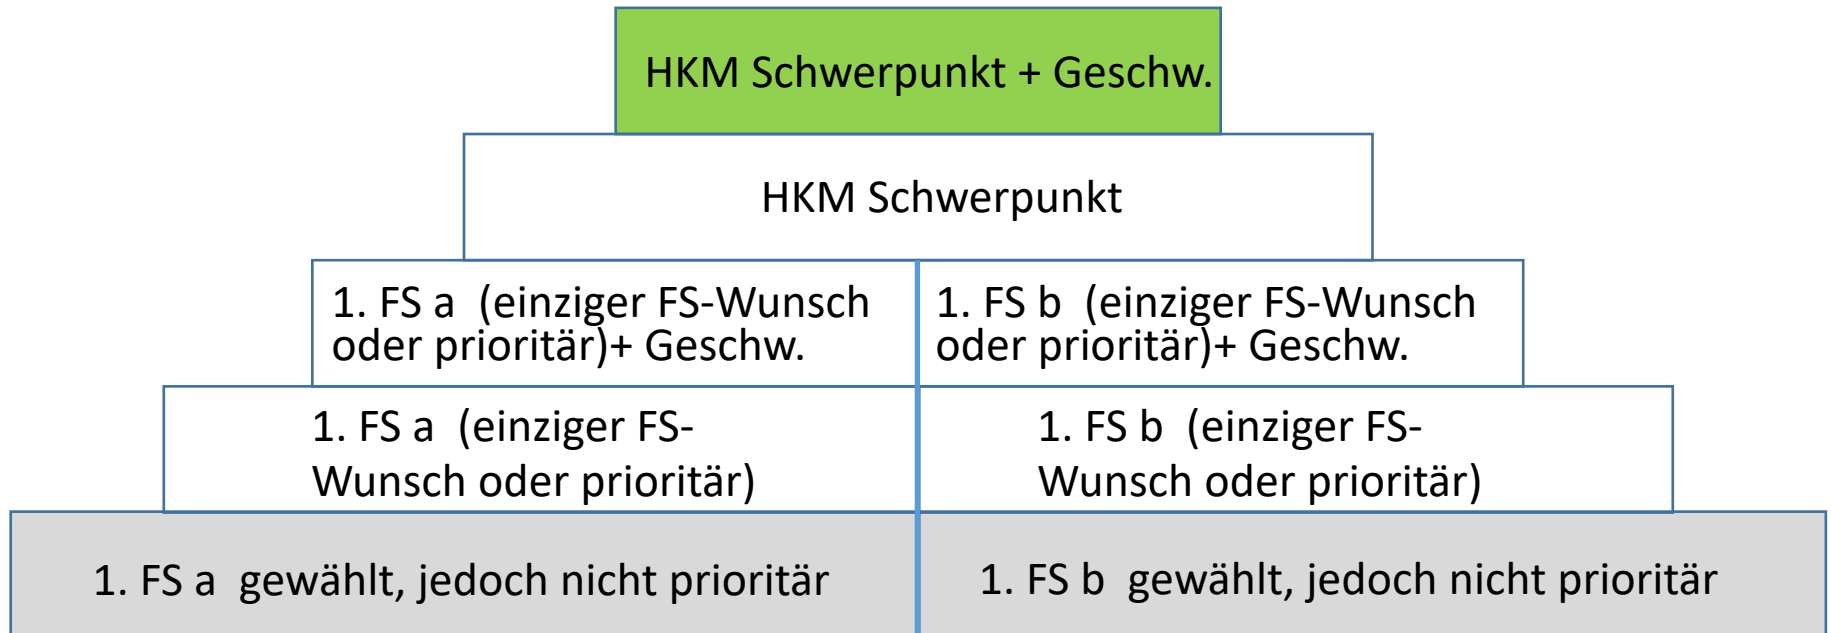 HKM Schwerpunkt + Geschw.
HKM Schwerpunkt
1. FS a (einziger FS-Wunsch
oder prioritär)+ Geschw.
1. FS b (einziger FS-Wunsch
oder prioritär)+ Geschw.
1. FS a (einziger FS-
Wunsch oder prioritär)
1. FS b (einziger FS-
Wunsch oder prioritär)
1. FS a gewählt, jedoch nicht prioritär
1. FS b gewählt, jedoch nicht prioritär